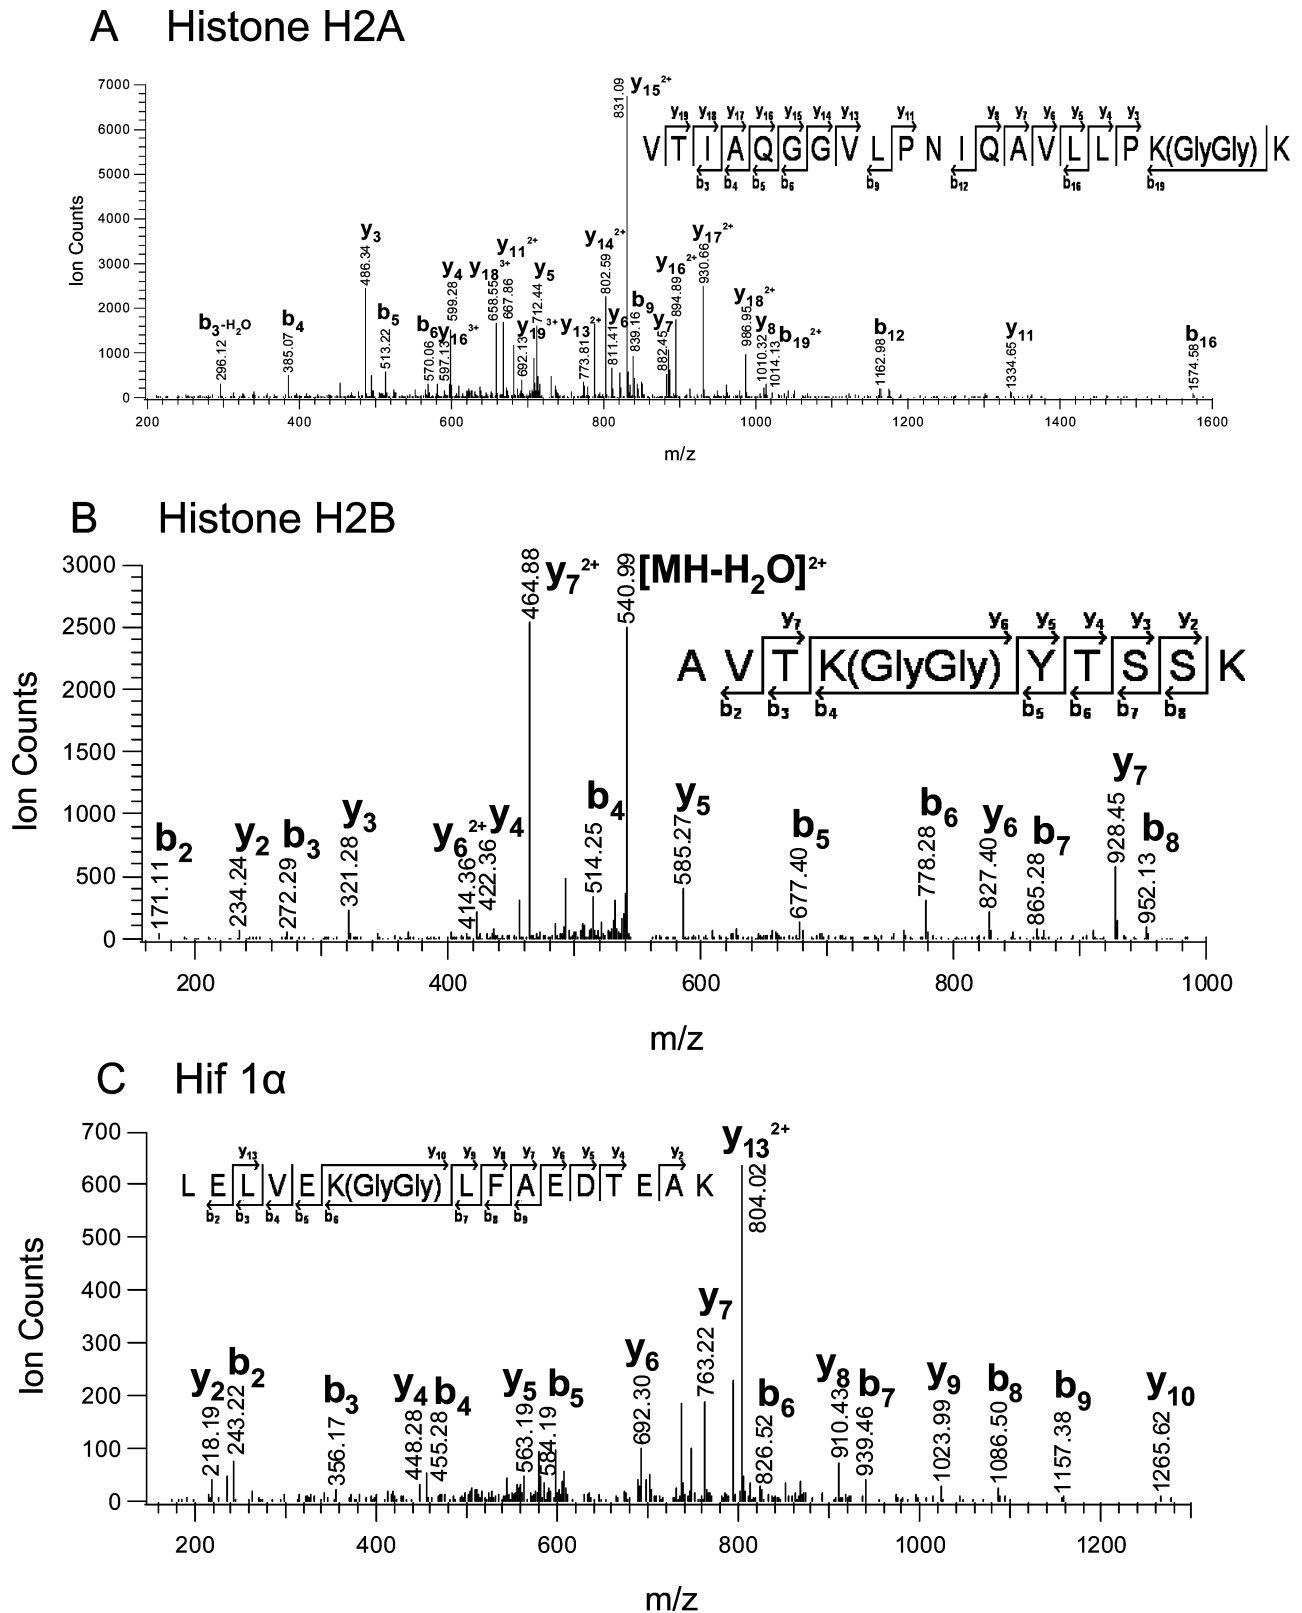 A Histone H2A
7000
6000
5000
4000
3000
2000
1000
0
Ion Counts
200 400 600 800 1000 1200 1400 1600
m/z
b3-H2O 296.12
b4 385.07
y3 486.34
b5 513.22
b6 570.06
y16 3+ 597.13
y4 599.28
y18 3+ 658.55
y11 2+ 667.86
y19 3+ 692.13
y5 712.44
y13 2+ 773.81
y14 2+ 802.59
y6 811.41
y15 2+ 831.09
b9 839.16
y7 882.45
y16 2+ 894.89
y17 2+ 930.66
y18 2+ 986.95
y8 1010.32
b19 2+ 1014.13
b12 1162.98
y11 1334.65
b16 1574.58
y19 y18 y17 y16 y15 y14 y13 y11 y8 y7 y6 y5 y4 y3
V T I A Q G G V L P N I Q A V L L P K(GlyGly) K
b3 b4 b5 b6 b9 b12 b16 b19
B Histone H2B
3000
2500
2000
1500
1000
500
0
Ion Counts
200 400 600 800 1000
m/z
b2 171.11
y2 234.24
b3 272.29
y3 321.28
y6 2+ 414.36
y4 422.36
y7 2+ 464.88
b4 514.25
[MH-H2O]2+ 540.99
y5 585.27
b5 677.40
b6 778.28
y6 827.40
b7 865.28
y7 928.45
b8 952.13
y7 y6 y5 y4 y3 y2
A V T K(GlyGly) Y T S S K
b2 b3 b4 b5 b6 b7 b8
C Hif 1α
700
600
500
400
300
200
100
0
Ion Counts
200 400 600 800 1000 1200
m/z
y13 y10 y9 y8 y7 y6 y5 y4 y2
L E L V E K(GlyGly) L F A E D T E A K
b2 b3 b4 b5 b6 b7 b8 b9
y2 218.19
b2 243.22
b3 356.17
y4 448.28
b4 455.28
y5 563.19
b5 584.19
y6 692.30
y7 763.22
y13 2+ 804.02
b6 826.52
y8 910.43
b7 939.46
y9 1023.99
b8 1086.50
b9 1157.38
y10 1265.62